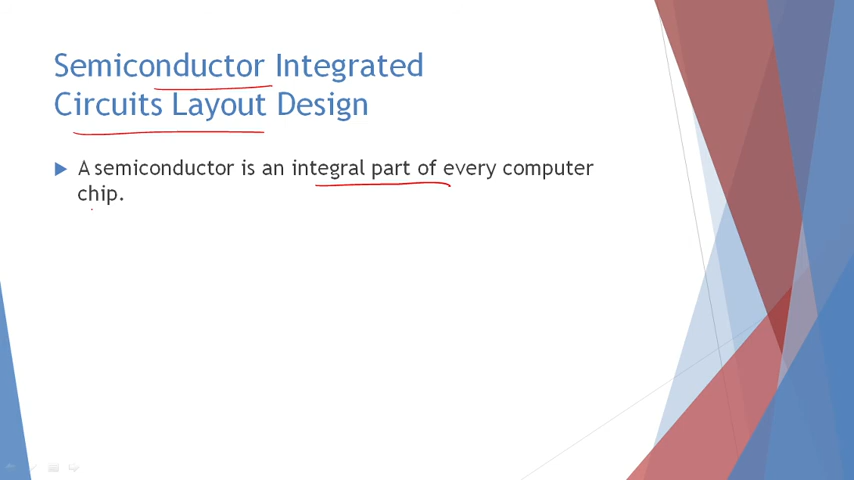 Semiconductor Integrated
Circuits Layout Design
A semiconductor is an integral part of every computer
chip.